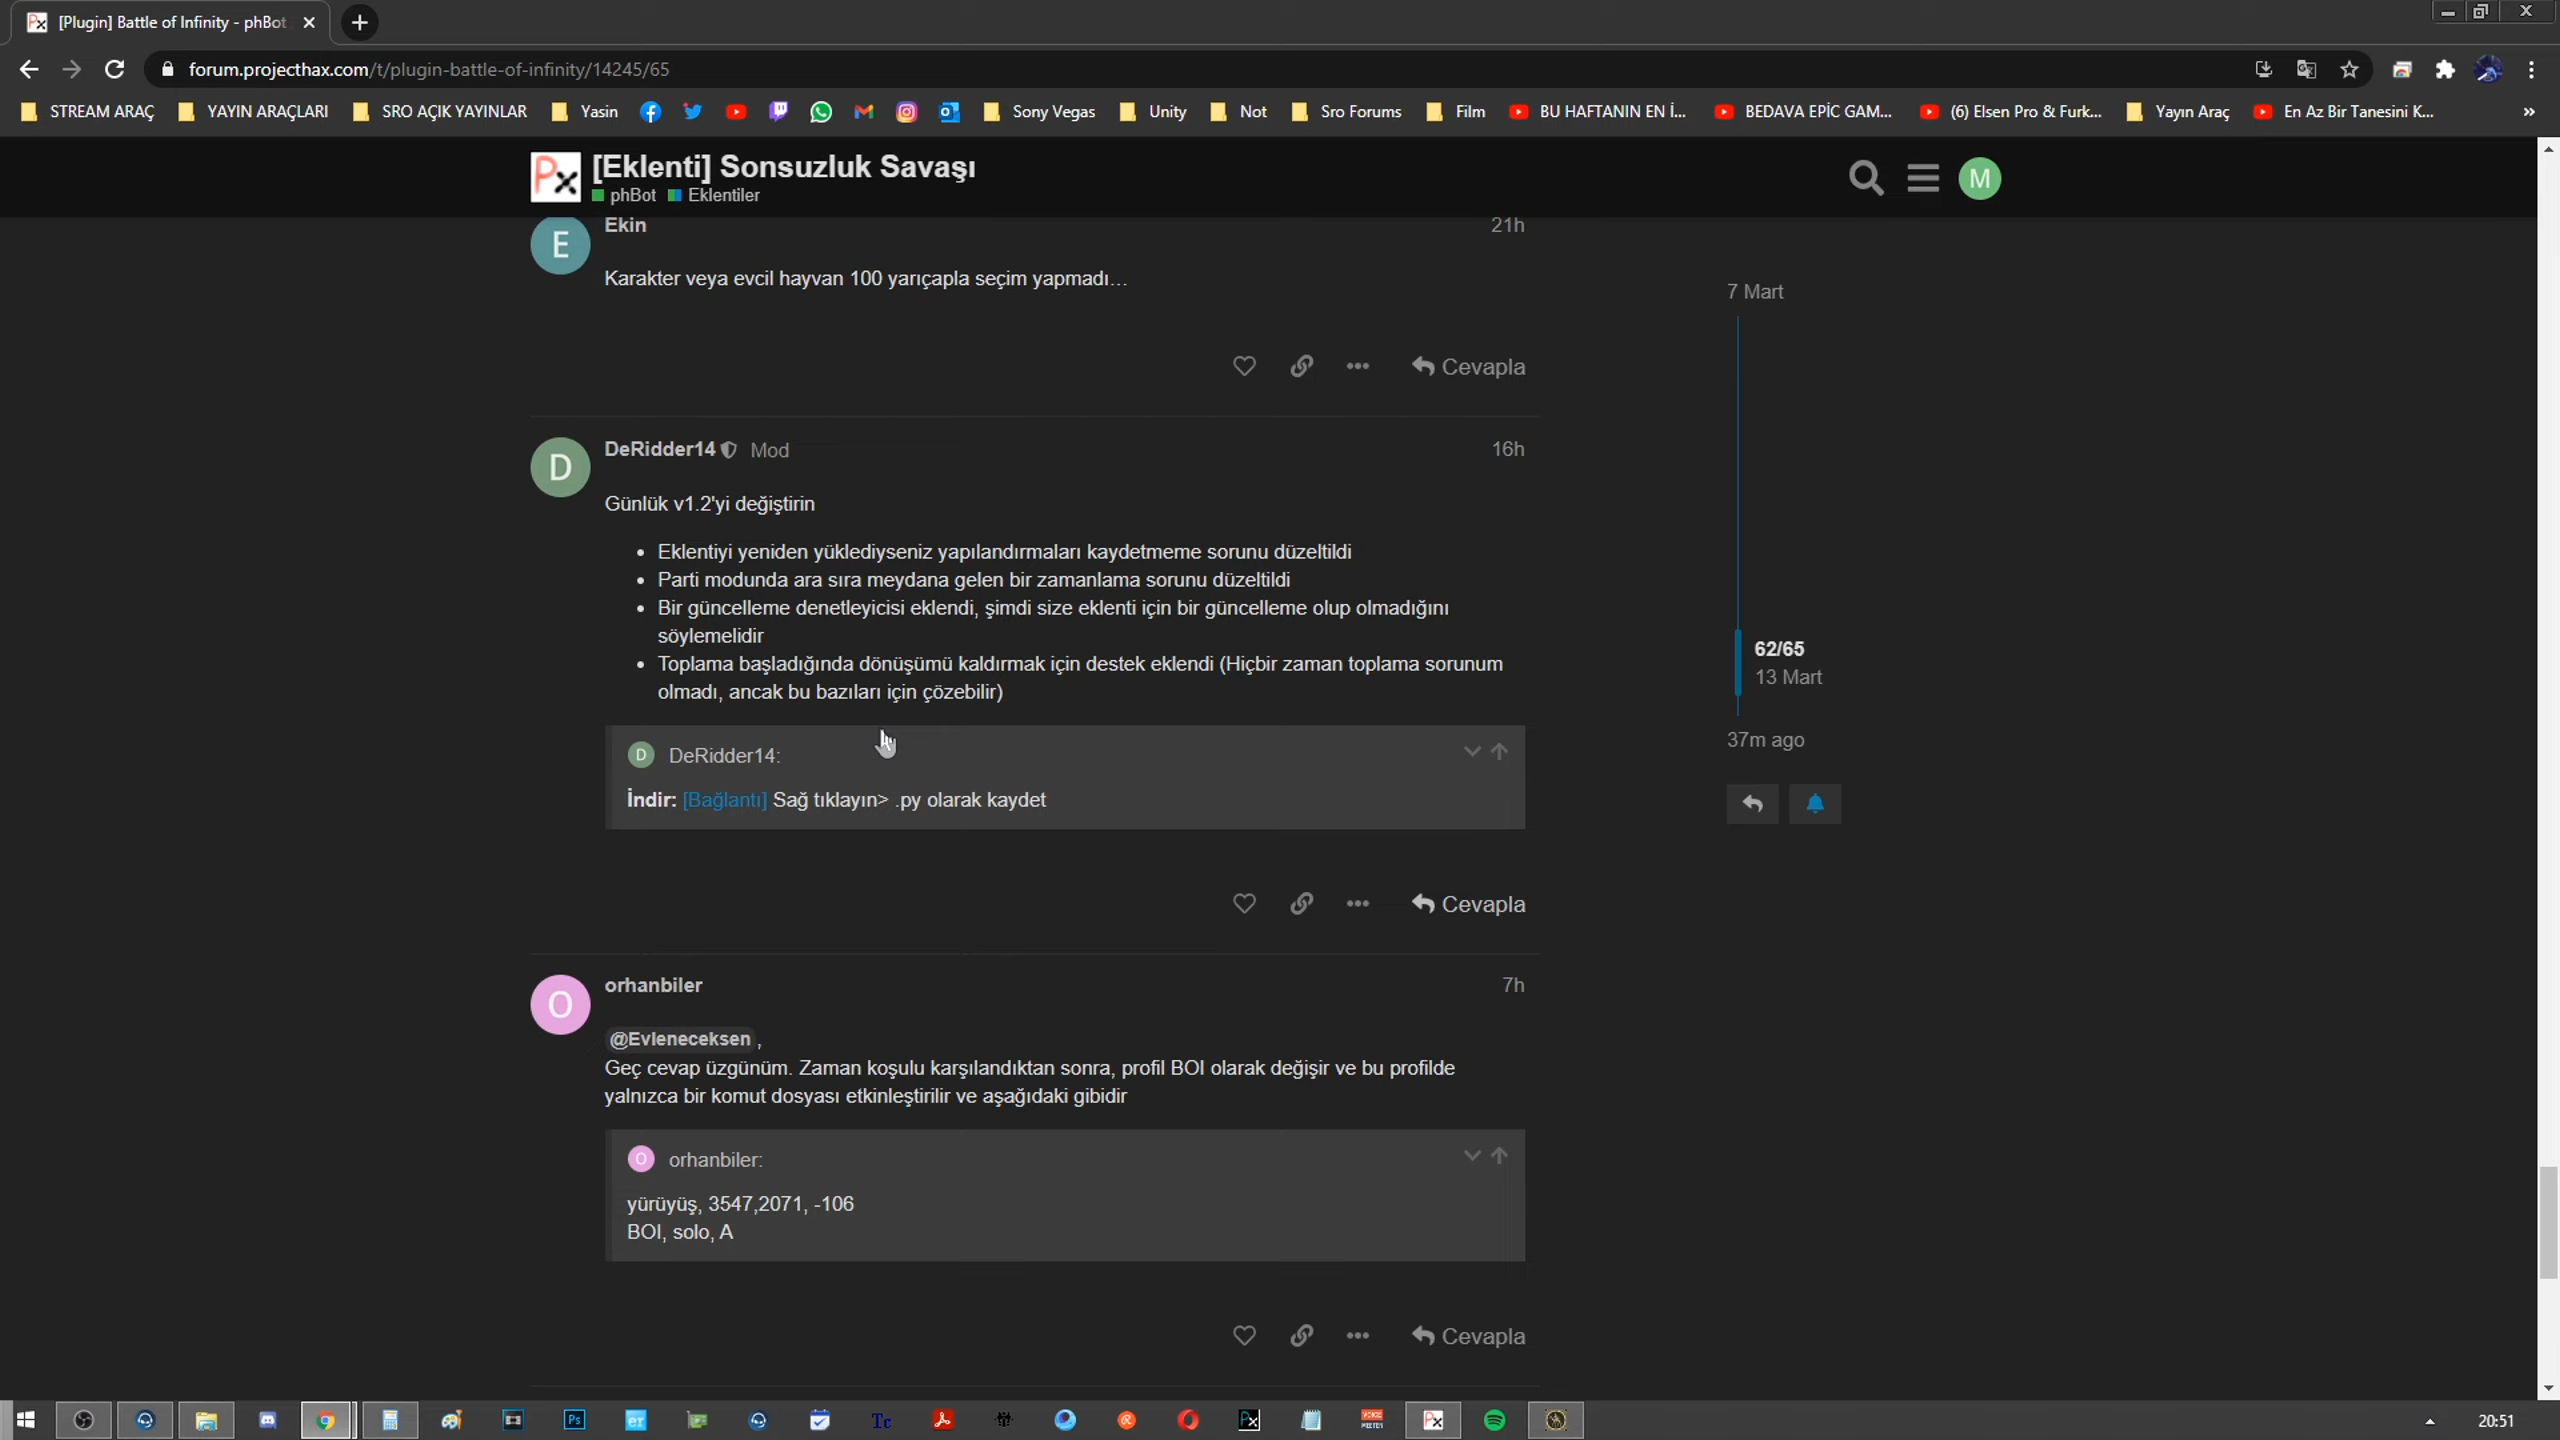 [Plugin] Battle of Infinity - phBot
forum.projecthax.com/t/plugin-battle-of-infinity/14245/65
STREAM ARAÇ YAYIN ARAÇLARI SRO AÇIK YAYINLAR Yasin Sony Vegas Unity Not Sro Forums Film BU HAFTANIN EN İ... BEDAVA EPİC GAM... (6) Elsen Pro & Furk... Yayın Araç En Az Bir Tanesini K... »
Px [Eklenti] Sonsuzluk Savaşı
phBot Eklentiler
M
E Ekin 21h
Karakter veya evcil hayvan 100 yarıçapla seçim yapmadı…
Cevapla
7 Mart
D DeRidder14 Mod 16h
Günlük v1.2'yi değiştirin
• Eklentiyi yeniden yüklediyseniz yapılandırmaları kaydetmeme sorunu düzeltildi
• Parti modunda ara sıra meydana gelen bir zamanlama sorunu düzeltildi
• Bir güncelleme denetleyicisi eklendi, şimdi size eklenti için bir güncelleme olup olmadığını
söylemelidir
• Toplama başladığında dönüşümü kaldırmak için destek eklendi (Hiçbir zaman toplama sorunum
olmadı, ancak bu bazıları için çözebilir)
62/65
13 Mart
37m ago
D DeRidder14:
İndir: [Bağlantı] Sağ tıklayın> .py olarak kaydet
Cevapla
O orhanbiler 7h
@Evleneceksen ,
Geç cevap üzgünüm. Zaman koşulu karşılandıktan sonra, profil BOI olarak değişir ve bu profilde
yalnızca bir komut dosyası etkinleştirilir ve aşağıdaki gibidir
O orhanbiler:
yürüyüş, 3547,2071, -106
BOI, solo, A
Cevapla
Ps er Tc Px Px 20:51